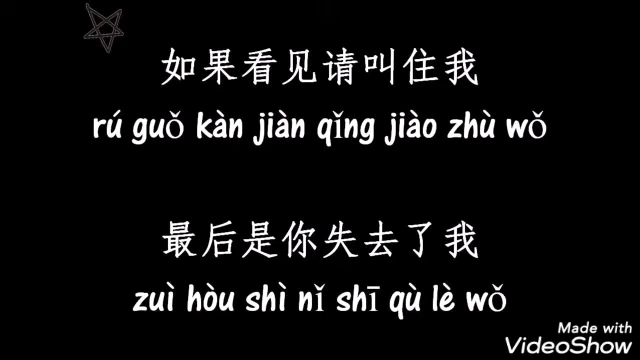 如果看见请叫住我
rú guǒ kàn jiàn qǐng jiào zhù wǒ
最后是你失去了我
zuì hòu shì nǐ shī qù lè wǒ
Made with
VideoShow